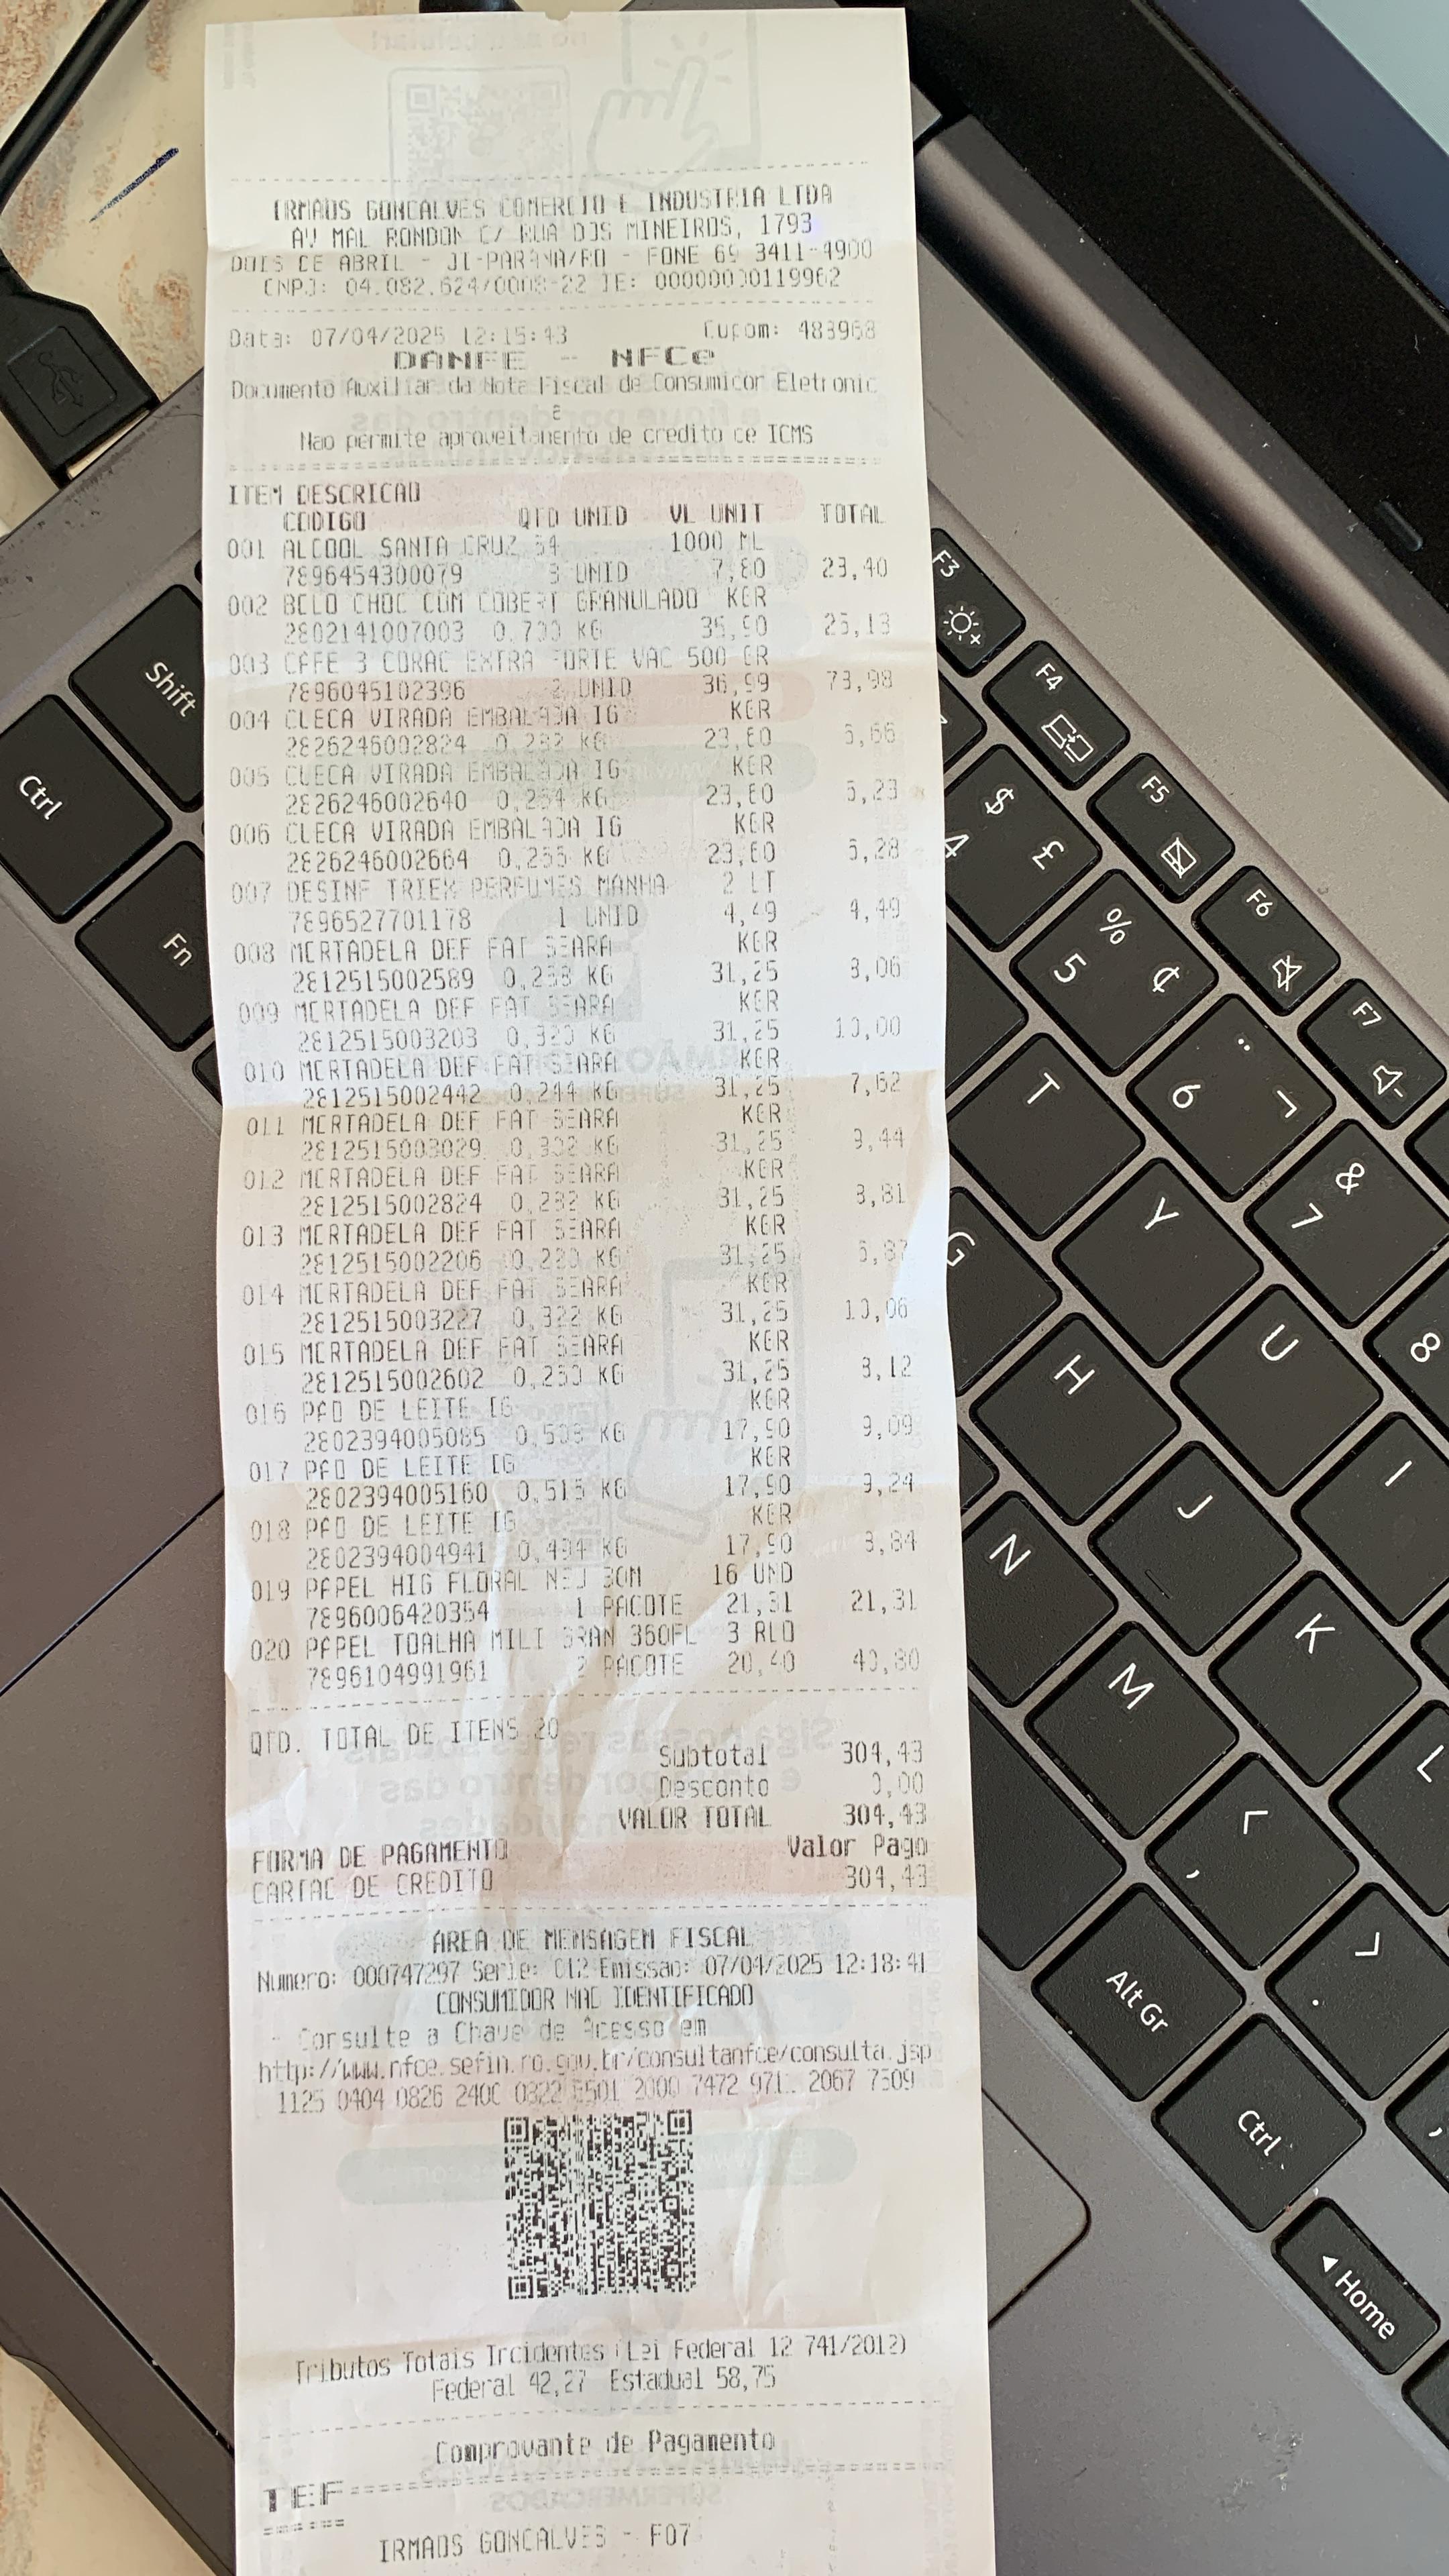 IRMAOS GONCALVES COMERCIO E INDUSTRIA LTDA
AV MAL RONDON C/ RUA DOS MINEIROS, 1793
DOIS DE ABRIL - JI-PARANA/RO - FONE 69 3411-4900
CNPJ: 04.082.624/0008-22 IE: 00000000119962
Data: 07/04/2025 12:15:43 Cupom: 483968
DANFE - NFCe
Documento Auxiliar da Nota Fiscal de Consumidor Eletronic
a
Nao permite aproveitamento de credito de ICMS
ITEM DESCRICAO
CODIGO QTD UNID VL UNIT TOTAL
001 ALCOOL SANTA CRUZ 54 1000 ML
7896454300079 3 UNID 7,80 23,40
002 BOLO CHOC COM COBERT GRANULADO KGR
2802141007003 0,700 KG 35,90 25,13
003 CAFE 3 CORAC EXTRA FORTE VAC 500 GR
7896045102396 2 UNID 36,99 73,98
004 CUECA VIRADA EMBALADA IG KGR
2826246002824 0,282 KG 23,60 6,66
005 CUECA VIRADA EMBALADA IG KGR
2826246002640 0,264 KG 23,60 6,23
006 CUECA VIRADA EMBALADA IG KGR
2826246002664 0,266 KG 23,60 6,28
007 DESINF TRIEX PERFUMES MANHA 2 LT
7896527701178 1 UNID 4,49 4,49
008 MORTADELA DEF FAT SEARA KGR
2812515002589 0,258 KG 31,25 8,06
009 MORTADELA DEF FAT SEARA KGR
2812515003203 0,320 KG 31,25 10,00
010 MORTADELA DEF FAT SEARA KGR
2812515002442 0,244 KG 31,25 7,62
011 MORTADELA DEF FAT SEARA KGR
2812515003029 0,302 KG 31,25 9,44
012 MORTADELA DEF FAT SEARA KGR
2812515002824 0,282 KG 31,25 8,81
013 MORTADELA DEF FAT SEARA KGR
2812515002206 0,220 KG 31,25 6,87
014 MORTADELA DEF FAT SEARA KGR
2812515003227 0,322 KG 31,25 10,06
015 MORTADELA DEF FAT SEARA KGR
2812515002602 0,260 KG 31,25 8,12
016 PAO DE LEITE IG KGR
2802394005085 0,508 KG 17,90 9,09
017 PAO DE LEITE IG KGR
2802394005160 0,516 KG 17,90 9,24
018 PAO DE LEITE IG KGR
2802394004941 0,494 KG 17,90 8,84
019 PAPEL HIG FLORAL NEU 30M 16 UND
7896006420354 1 PACOTE 21,31 21,31
020 PAPEL TOALHA MILI GRAN 360FL 3 RLO
7896104991961 2 PACOTE 20,40 40,80
QTD. TOTAL DE ITENS 20
Subtotal 304,43
Desconto 0,00
VALOR TOTAL 304,43
FORMA DE PAGAMENTO Valor Pago
CARTAO DE CREDITO 304,43
AREA DE MENSAGEM FISCAL
Numero: 000747297 Serie: 012 Emissao: 07/04/2025 12:18:41
CONSUMIDOR NAO IDENTIFICADO
- Consulte a Chave de Acesso em
http://www.nfce.sefin.ro.gov.br/consultanfce/consulta.jsp
1125 0404 0826 2400 0822 6501 2000 7472 971 2067 7509
Tributos Totais Incidentes (Lei Federal 12 741/2012)
Federal 42,27 Estadual 58,75
Comprovante de Pagamento
TEF
IRMAOS GONCALVES - F07
Ctrl
Shift
Fn
F3
F4
F5
F6
F7
$ 4 £
% 5 ¢
¨ 6 ¬
& 7
8
T
Y
U
I
G
H
J
K
L
N
M
< ,
> .
Alt Gr
Ctrl
Home